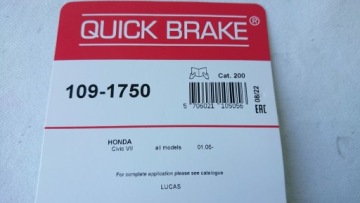 QUICK BRAKE®
Cat. 200
109-1750
5 706021 105056
08/22
EAC
HONDA
Civic VII all models 01.06-
For complete application please see catalogue
LUCAS